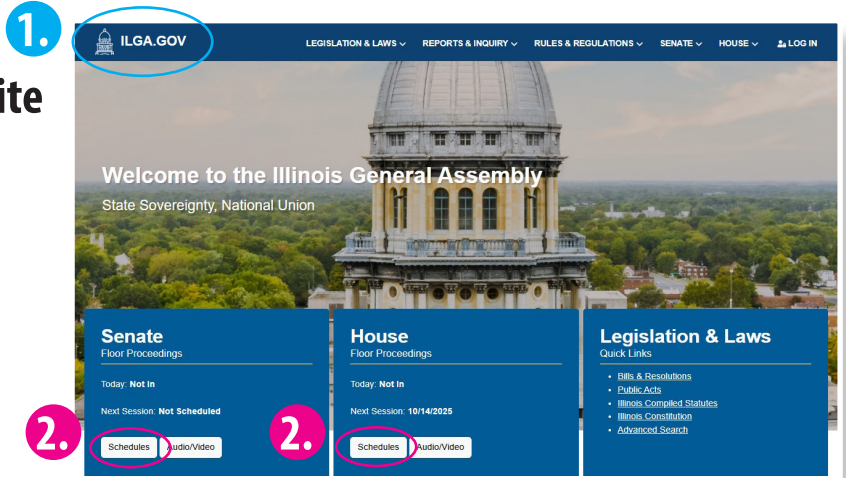 1.
ite
ILGA.GOV
LEGISLATION & LAWS
REPORTS & INQUIRY
RULES & REGULATIONS
SENATE
HOUSE
LOG IN
Welcome to the Illinois General Assembly
State Sovereignty, National Union
Senate
Floor Proceedings
Today: Not In
Next Session: Not Scheduled
2.
Schedules
Audio/Video
House
Floor Proceedings
Today: Not In
Next Session: 10/14/2025
2.
Schedules
Audio/Video
Legislation & Laws
Quick Links
• Bills & Resolutions
• Public Acts
• Illinois Compiled Statutes
• Illinois Constitution
• Advanced Search